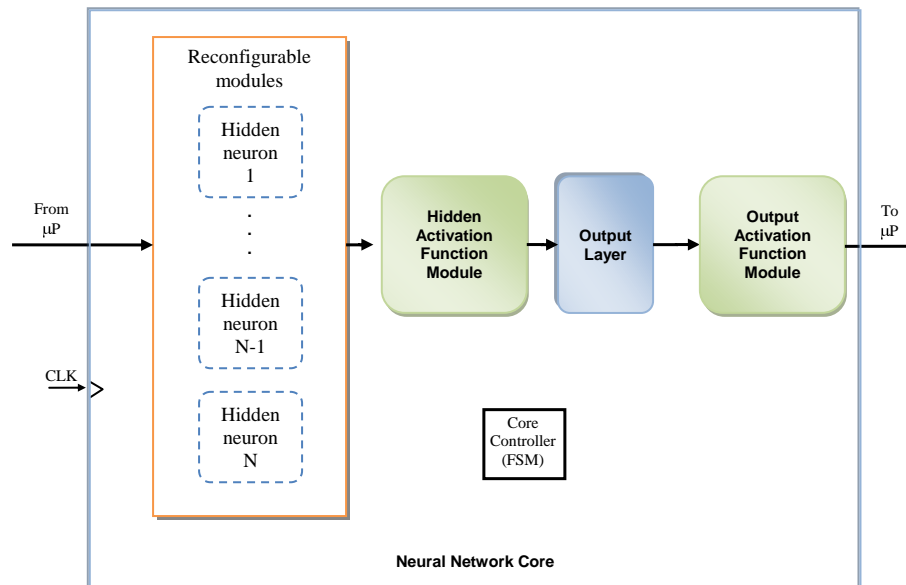 Reconfigurable
modules
Hidden
neuron
1
.
.
.
Hidden
neuron
N-1
Hidden
neuron
N
From
μP
CLK
Hidden
Activation
Function
Module
Output
Layer
Output
Activation
Function
Module
To
μP
Core
Controller
(FSM)
Neural Network Core